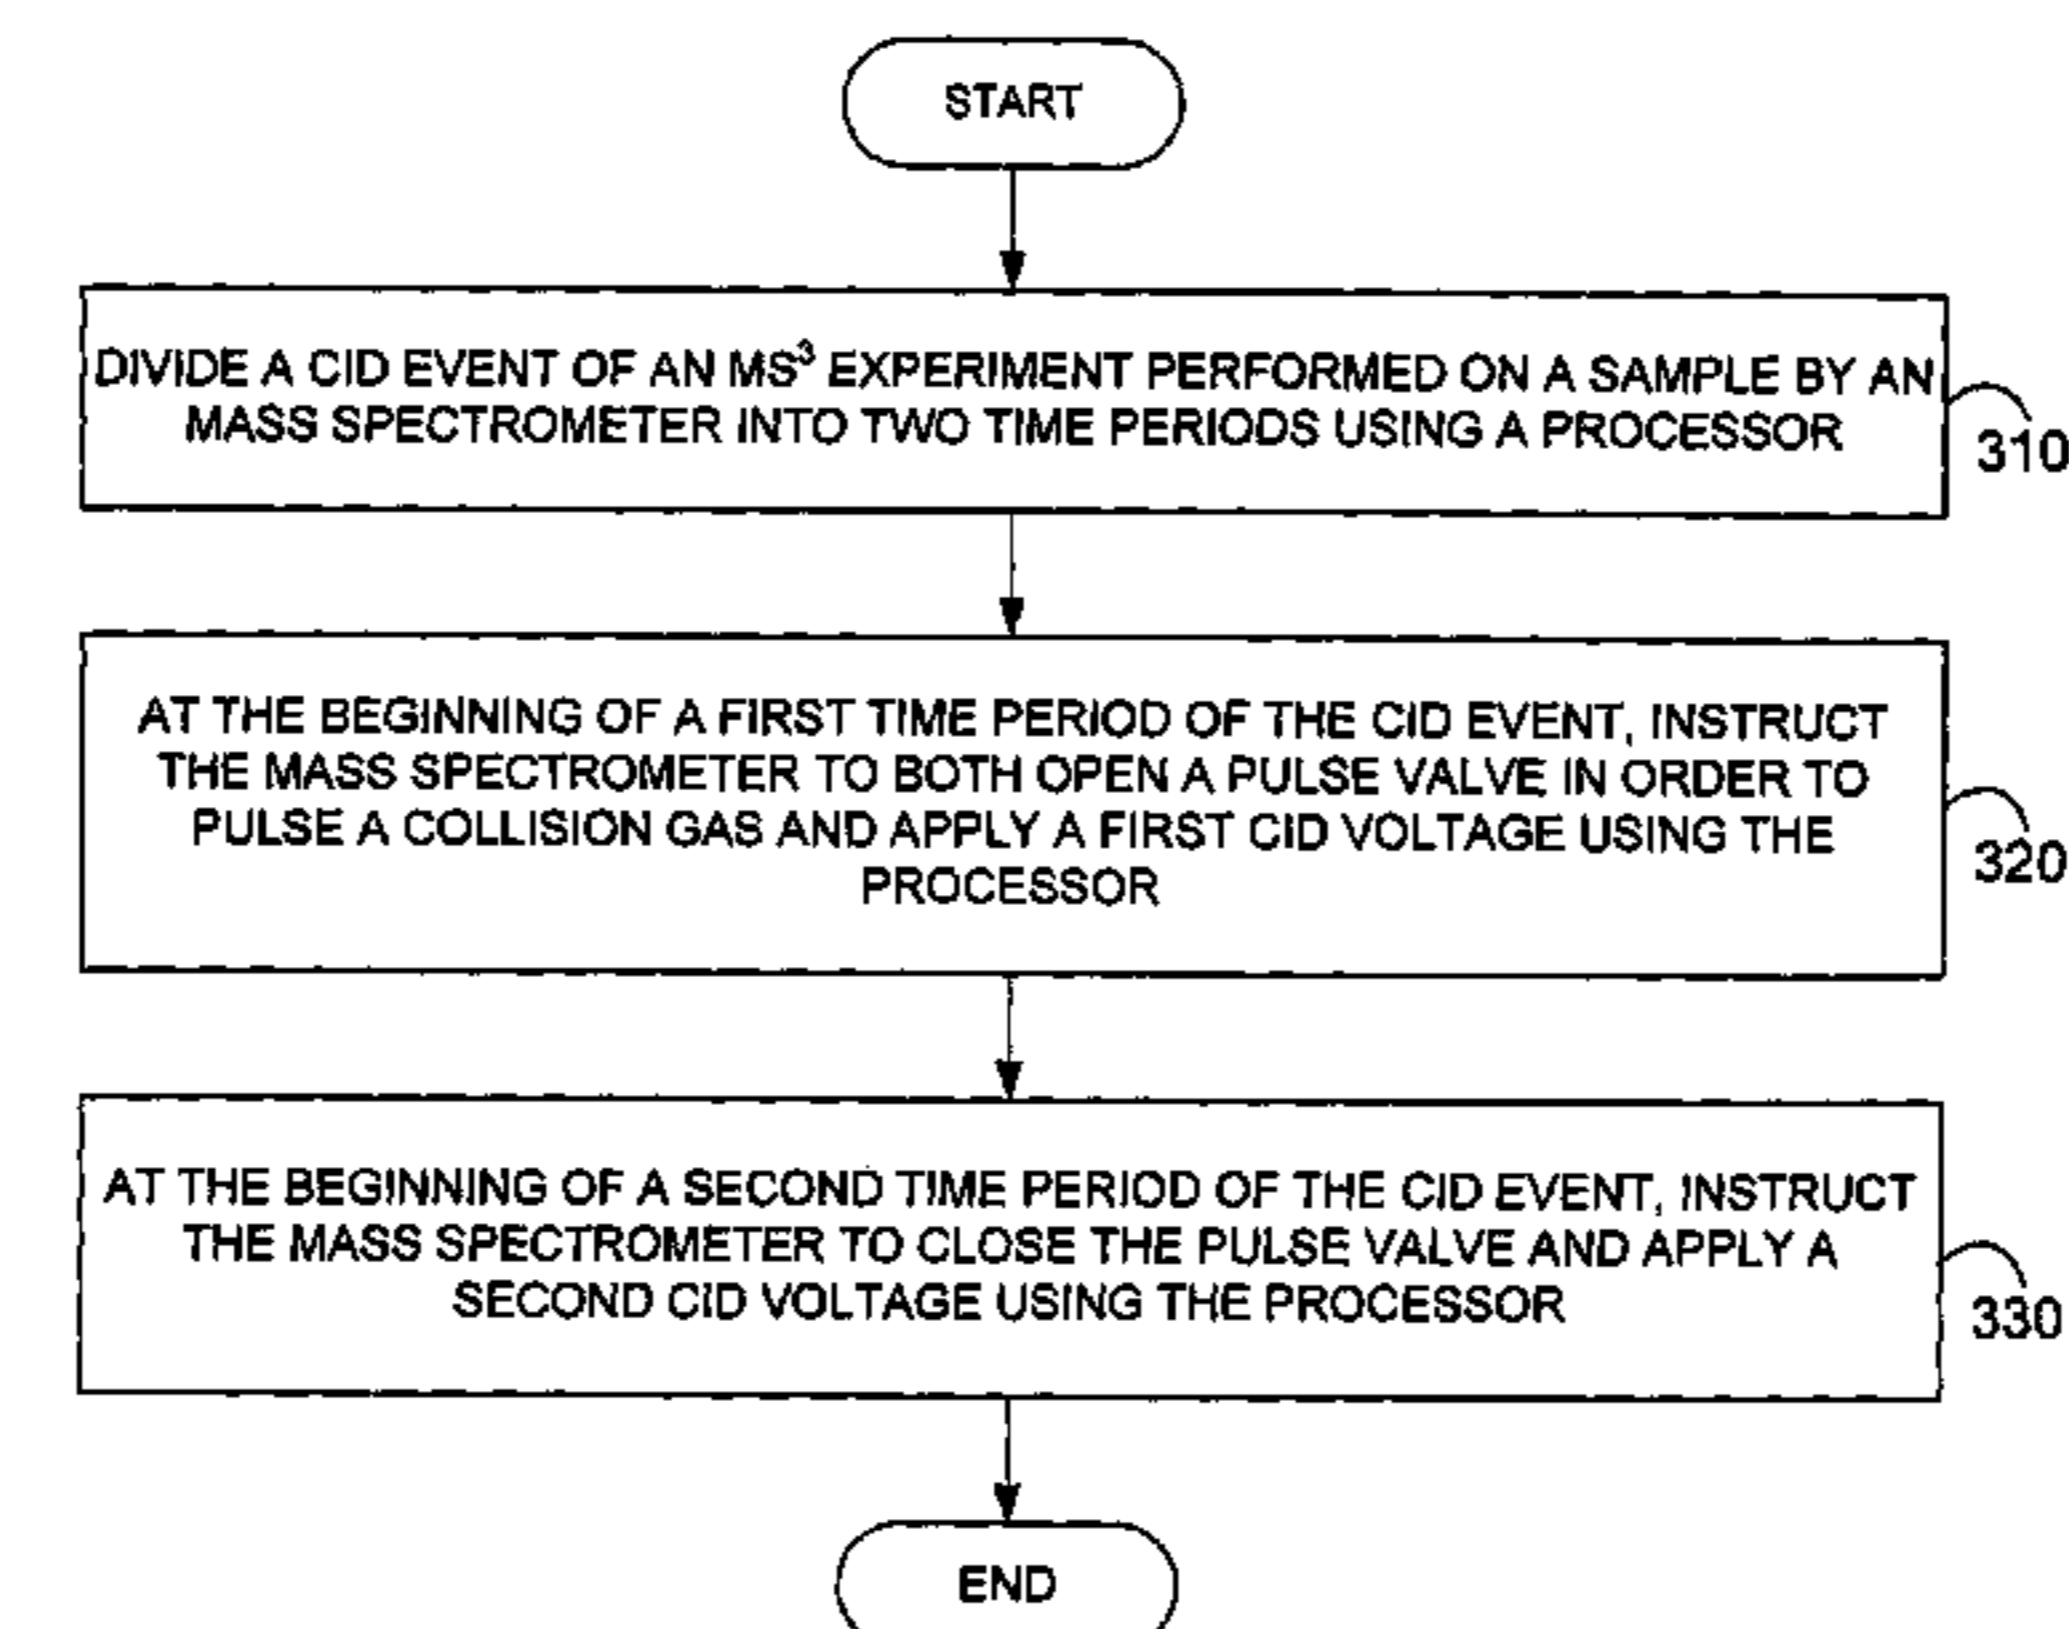 START
DIVIDE A CID EVENT OF AN MS³ EXPERIMENT PERFORMED ON A SAMPLE BY AN
MASS SPECTROMETER INTO TWO TIME PERIODS USING A PROCESSOR
310
AT THE BEGINNING OF A FIRST TIME PERIOD OF THE CID EVENT, INSTRUCT
THE MASS SPECTROMETER TO BOTH OPEN A PULSE VALVE IN ORDER TO
PULSE A COLLISION GAS AND APPLY A FIRST CID VOLTAGE USING THE
PROCESSOR
320
AT THE BEGINNING OF A SECOND TIME PERIOD OF THE CID EVENT, INSTRUCT
THE MASS SPECTROMETER TO CLOSE THE PULSE VALVE AND APPLY A
SECOND CID VOLTAGE USING THE PROCESSOR
330
END